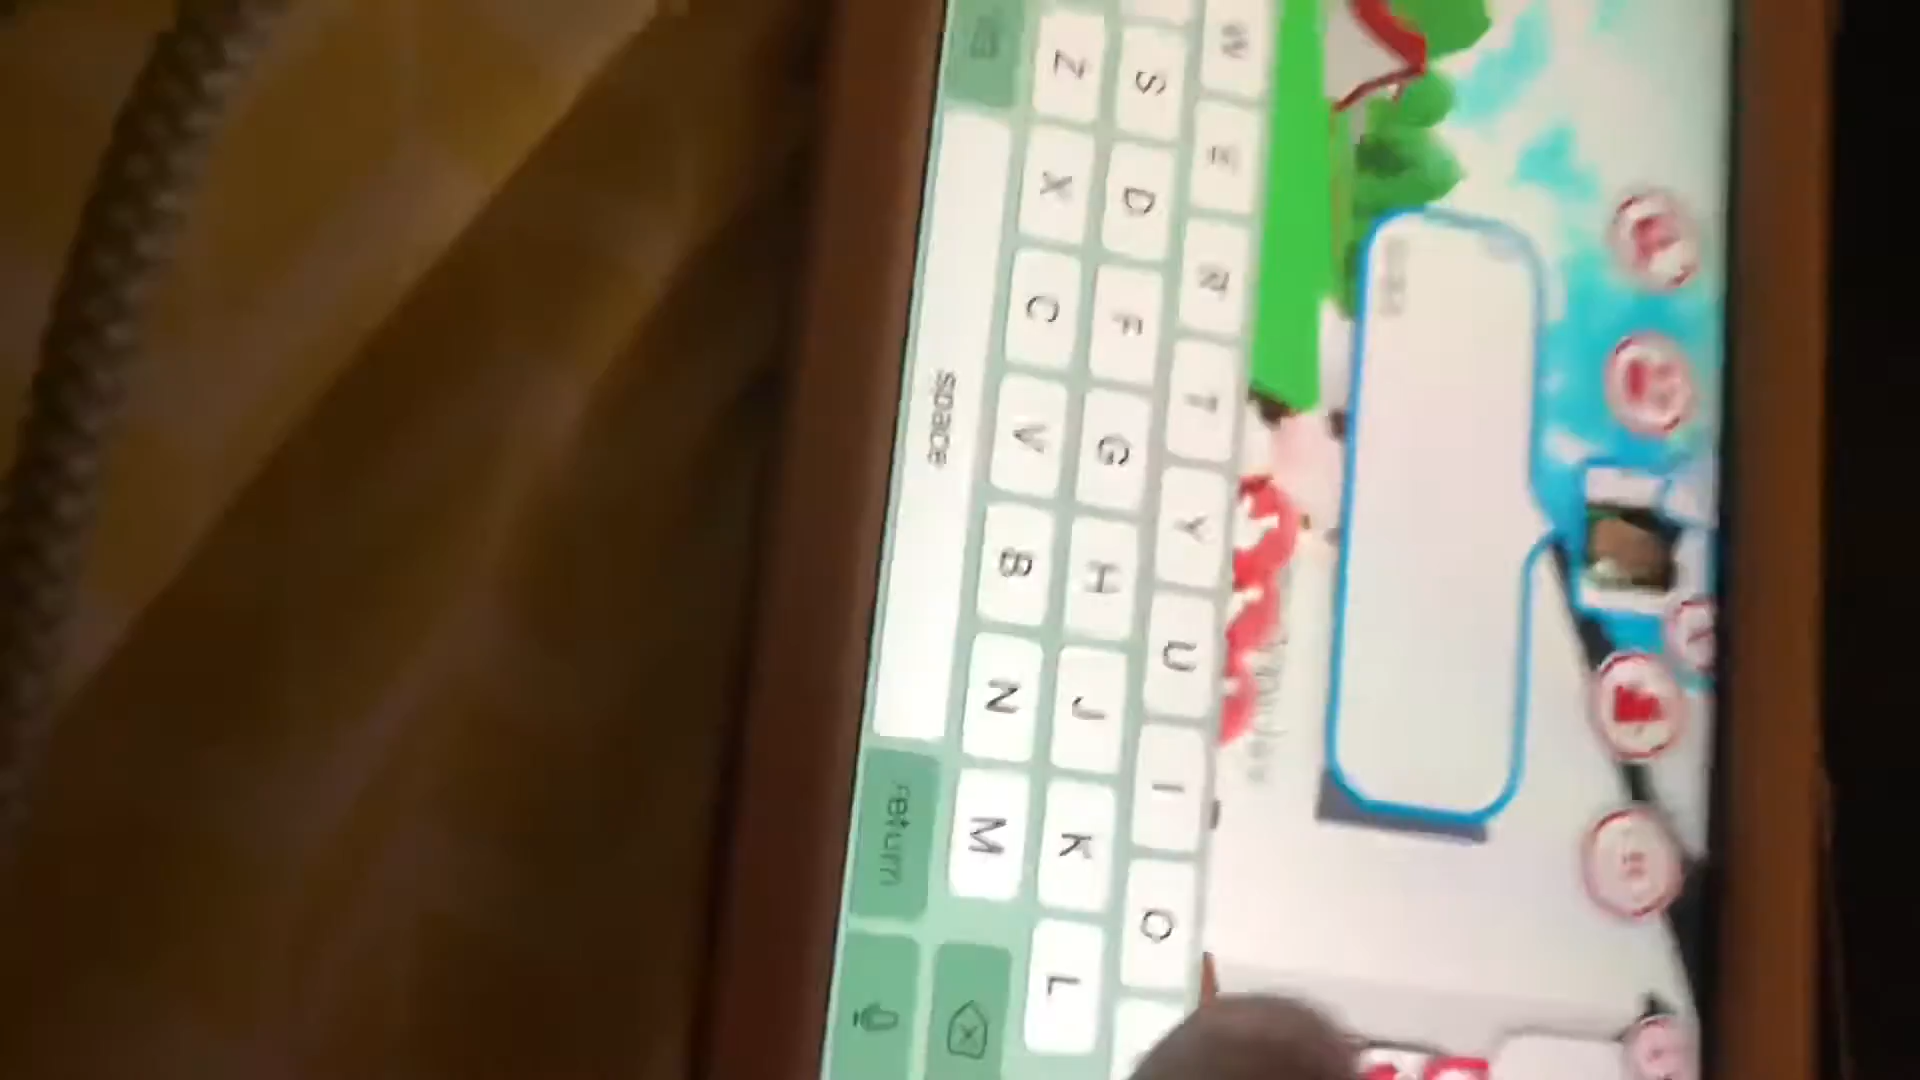 W E R T Y U I O
S D F G H J K L
Z X C V B N M
space return